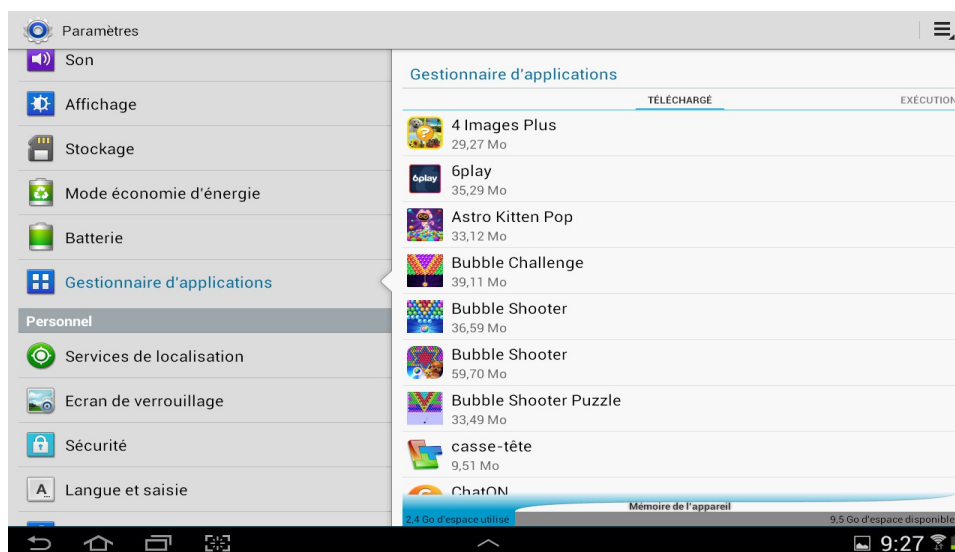 Paramètres
Son
Affichage
Stockage
Mode économie d'énergie
Batterie
Gestionnaire d'applications
Personnel
Services de localisation
Ecran de verrouillage
Sécurité
A
Langue et saisie
Gestionnaire d'applications
TÉLÉCHARGÉ
EXÉCUTION
4 Images Plus
29,27 Mo
6play
6play
35,29 Mo
Astro Kitten Pop
33,12 Mo
Bubble Challenge
39,11 Mo
Bubble Shooter
36,59 Mo
Bubble Shooter
59,70 Mo
Bubble Shooter Puzzle
33,49 Mo
casse-tête
9,51 Mo
ChatON
Mémoire de l'appareil
2,4 Go d'espace utilisé
9,5 Go d'espace disponible
9:27